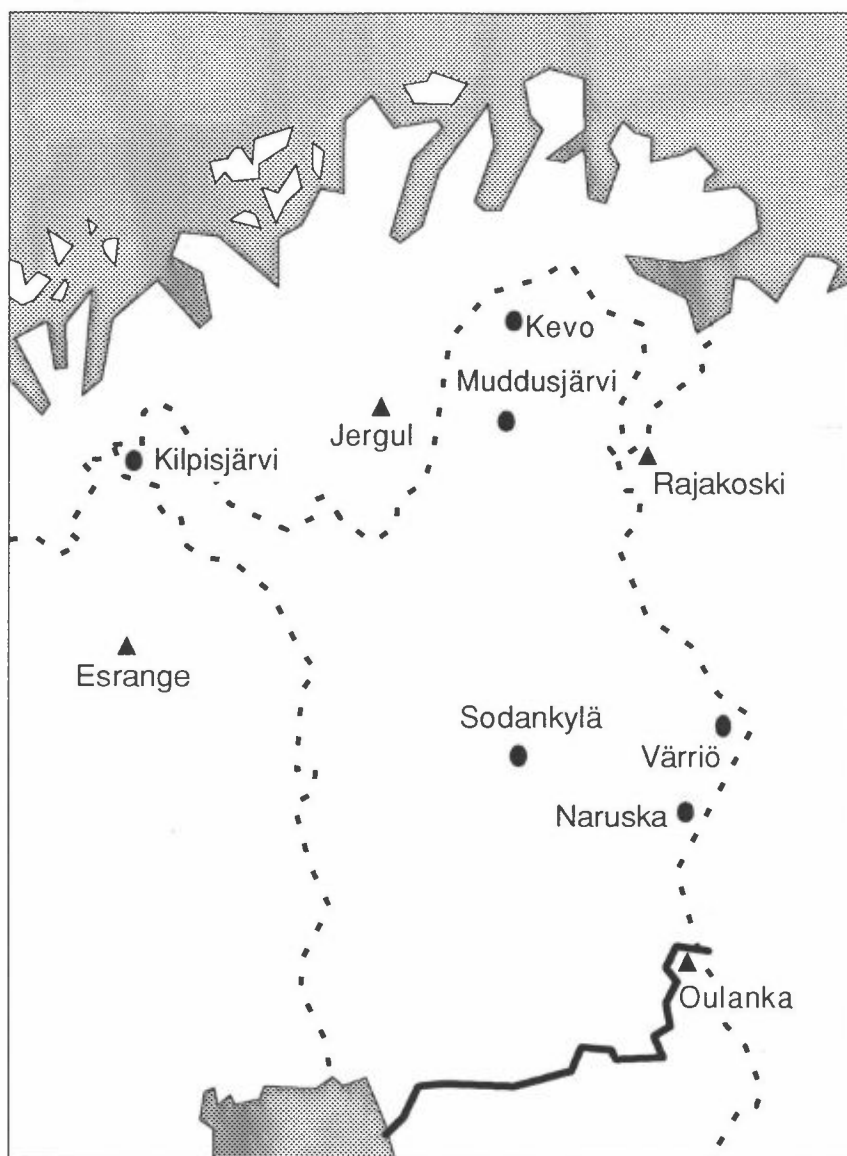 Kevo
Muddusjärvi
Jergul
Kilpisjärvi
Rajakoski
Esrange
Sodankylä
Värriö
Naruska
Oulanka